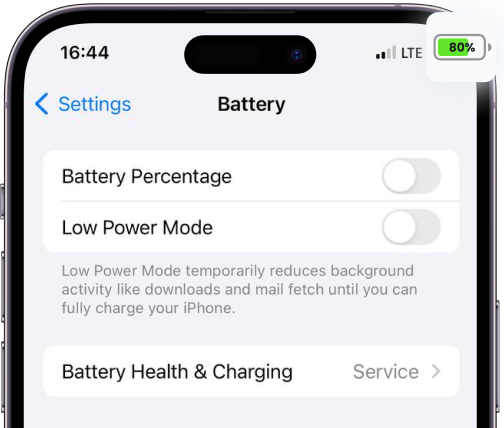 16:44
LTE
80%
Settings
Battery
Battery Percentage
Low Power Mode
Low Power Mode temporarily reduces background
activity like downloads and mail fetch until you can
fully charge your iPhone.
Battery Health & Charging
Service